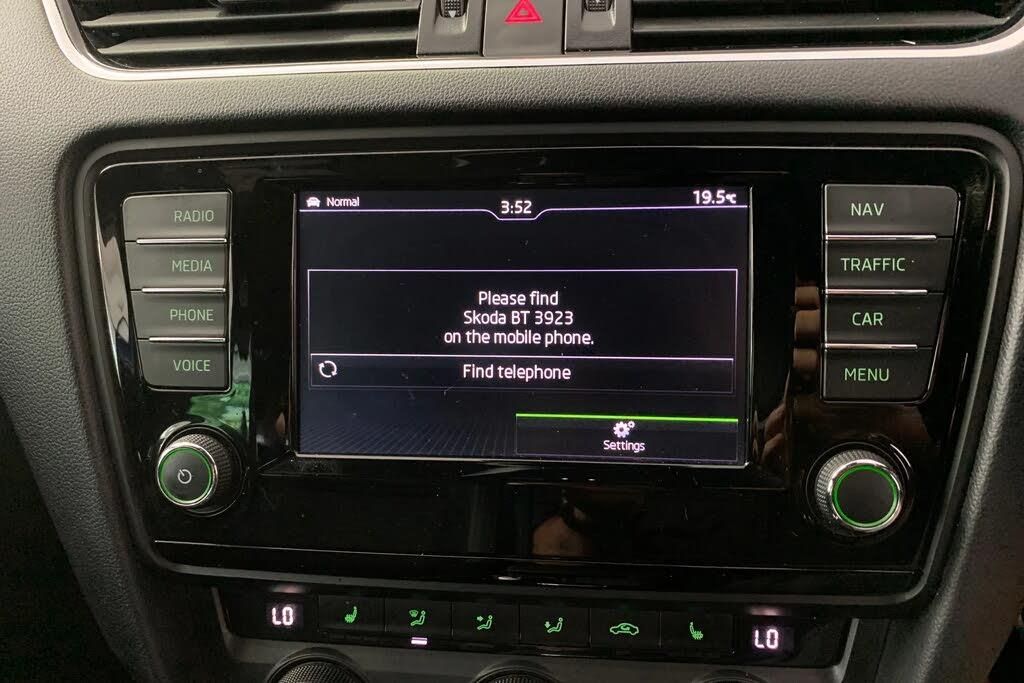 Normal
3:52
19.5°C
RADIO
MEDIA
PHONE
VOICE
Please find
Skoda BT 3923
on the mobile phone.
Find telephone
Settings
NAV
TRAFFIC
CAR
MENU
LO
LO